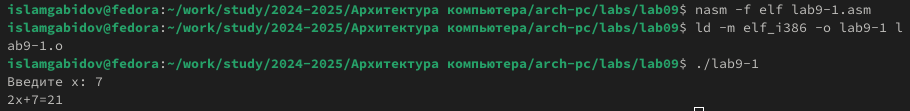 islamgabidov@fedora:~/work/study/2024-2025/Архитектура компьютера/arch-pc/labs/lab09$ nasm -f elf lab9-1.asm
islamgabidov@fedora:~/work/study/2024-2025/Архитектура компьютера/arch-pc/labs/lab09$ ld -m elf_i386 -o lab9-1 l
ab9-1.o
islamgabidov@fedora:~/work/study/2024-2025/Архитектура компьютера/arch-pc/labs/lab09$ ./lab9-1
Введите x: 7
2x+7=21